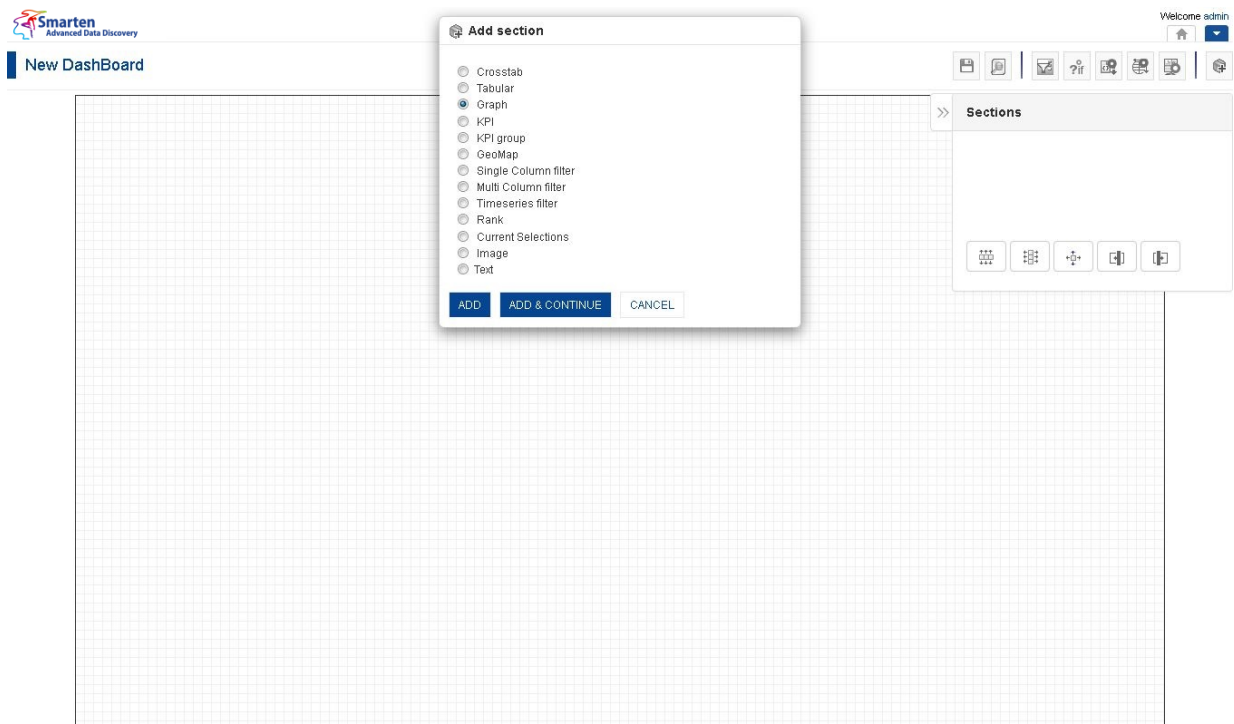 Smarten
Advanced Data Discovery
Welcome admin
New DashBoard
?if
Add section
Crosstab
Tabular
Graph
KPI
KPI group
GeoMap
Single Column filter
Multi Column filter
Timeseries filter
Rank
Current Selections
Image
Text
ADD
ADD & CONTINUE
CANCEL
Sections